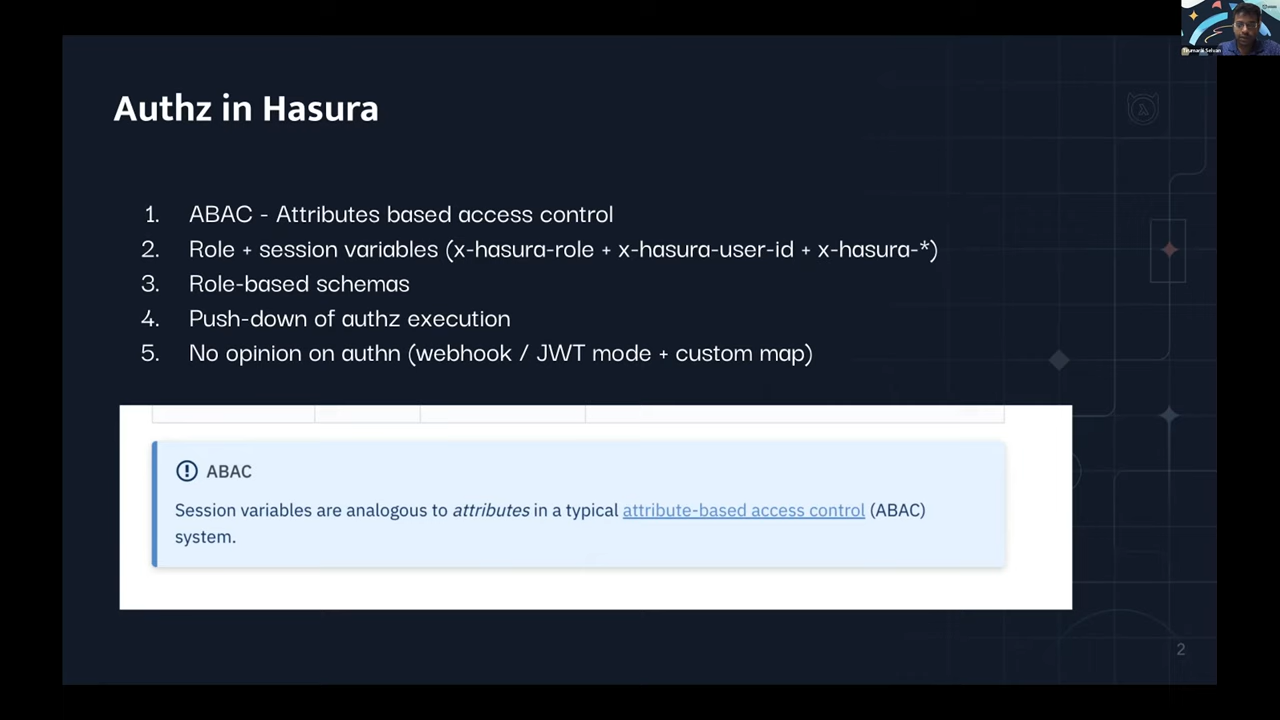 Authz in Hasura
1. ABAC - Attributes based access control
2. Role + session variables (x-hasura-role + x-hasura-user-id + x-hasura-*)
3. Role-based schemas
4. Push-down of authz execution
5. No opinion on authn (webhook / JWT mode + custom map)
ABAC
Session variables are analogous to attributes in a typical attribute-based access control (ABAC)
system.
2